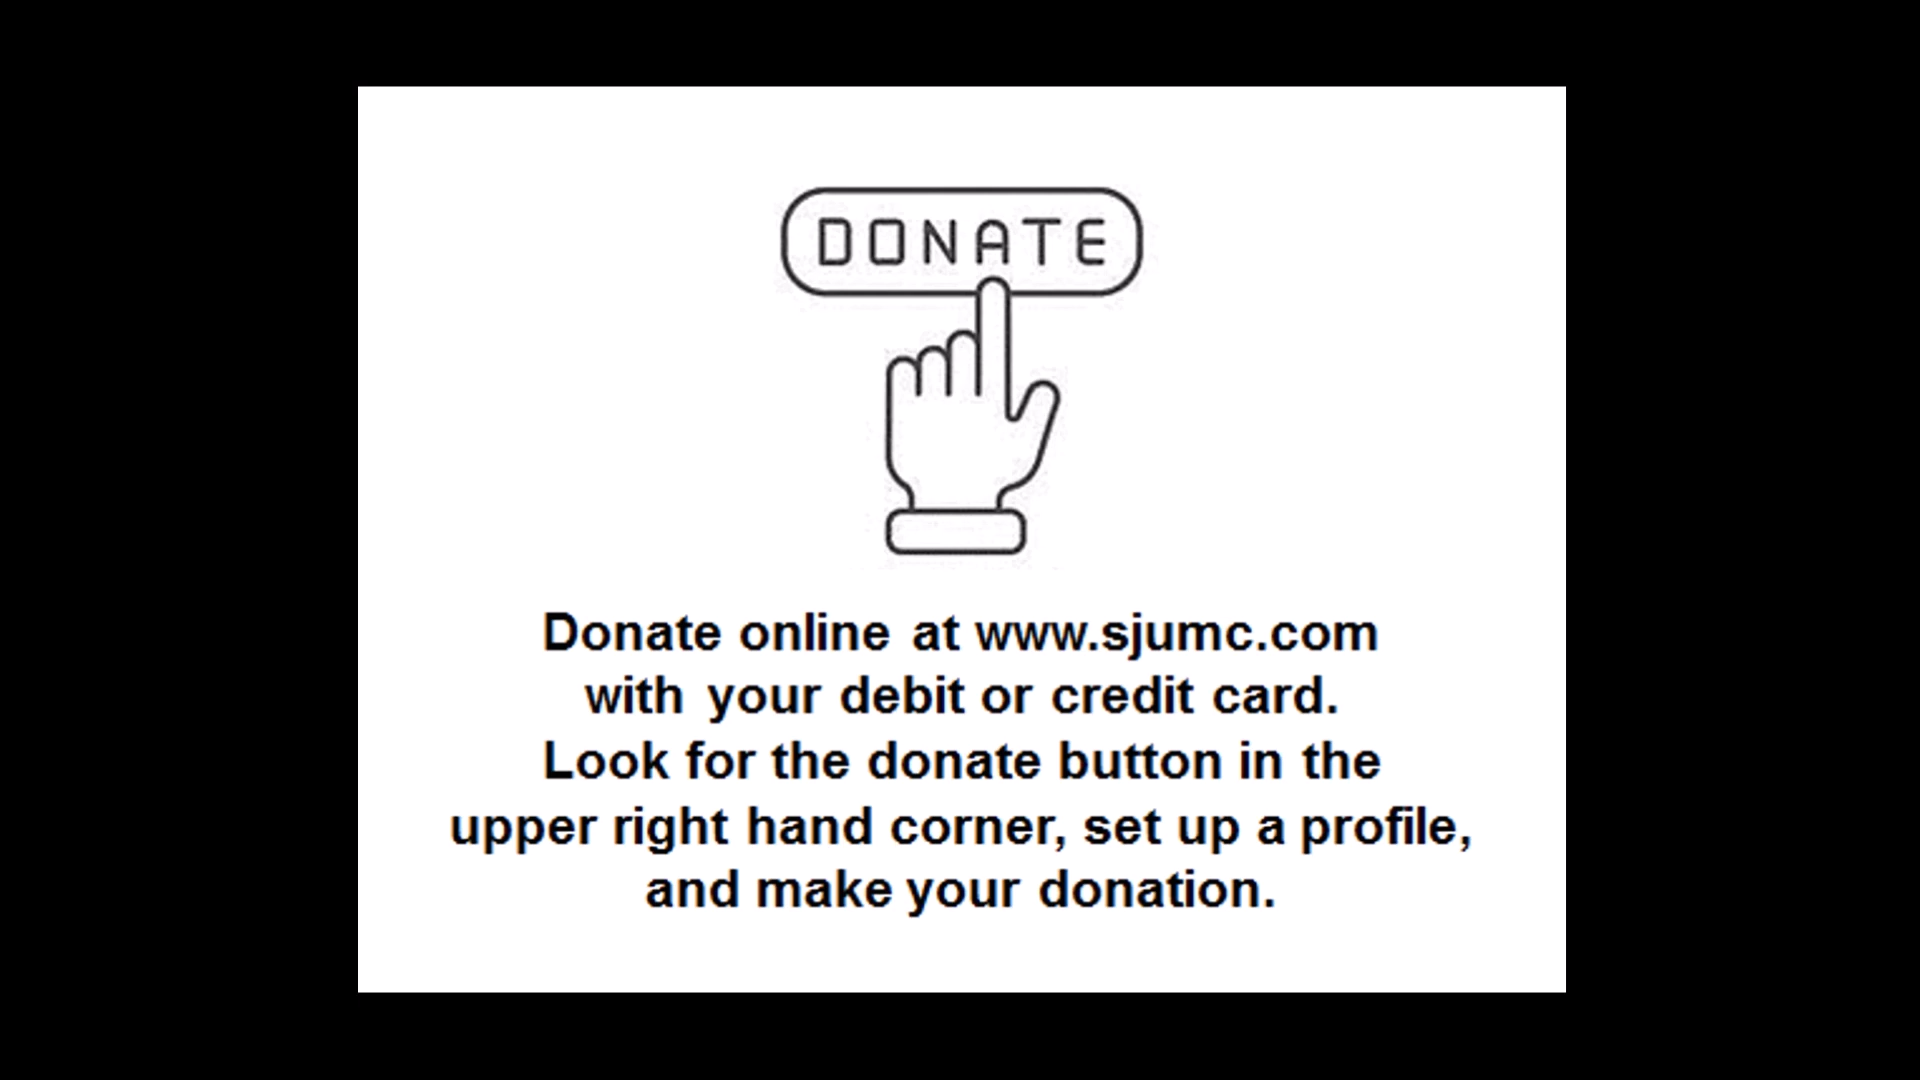 DONATE
Donate online at www.sjumc.com
with your debit or credit card.
Look for the donate button in the
upper right hand corner, set up a profile,
and make your donation.